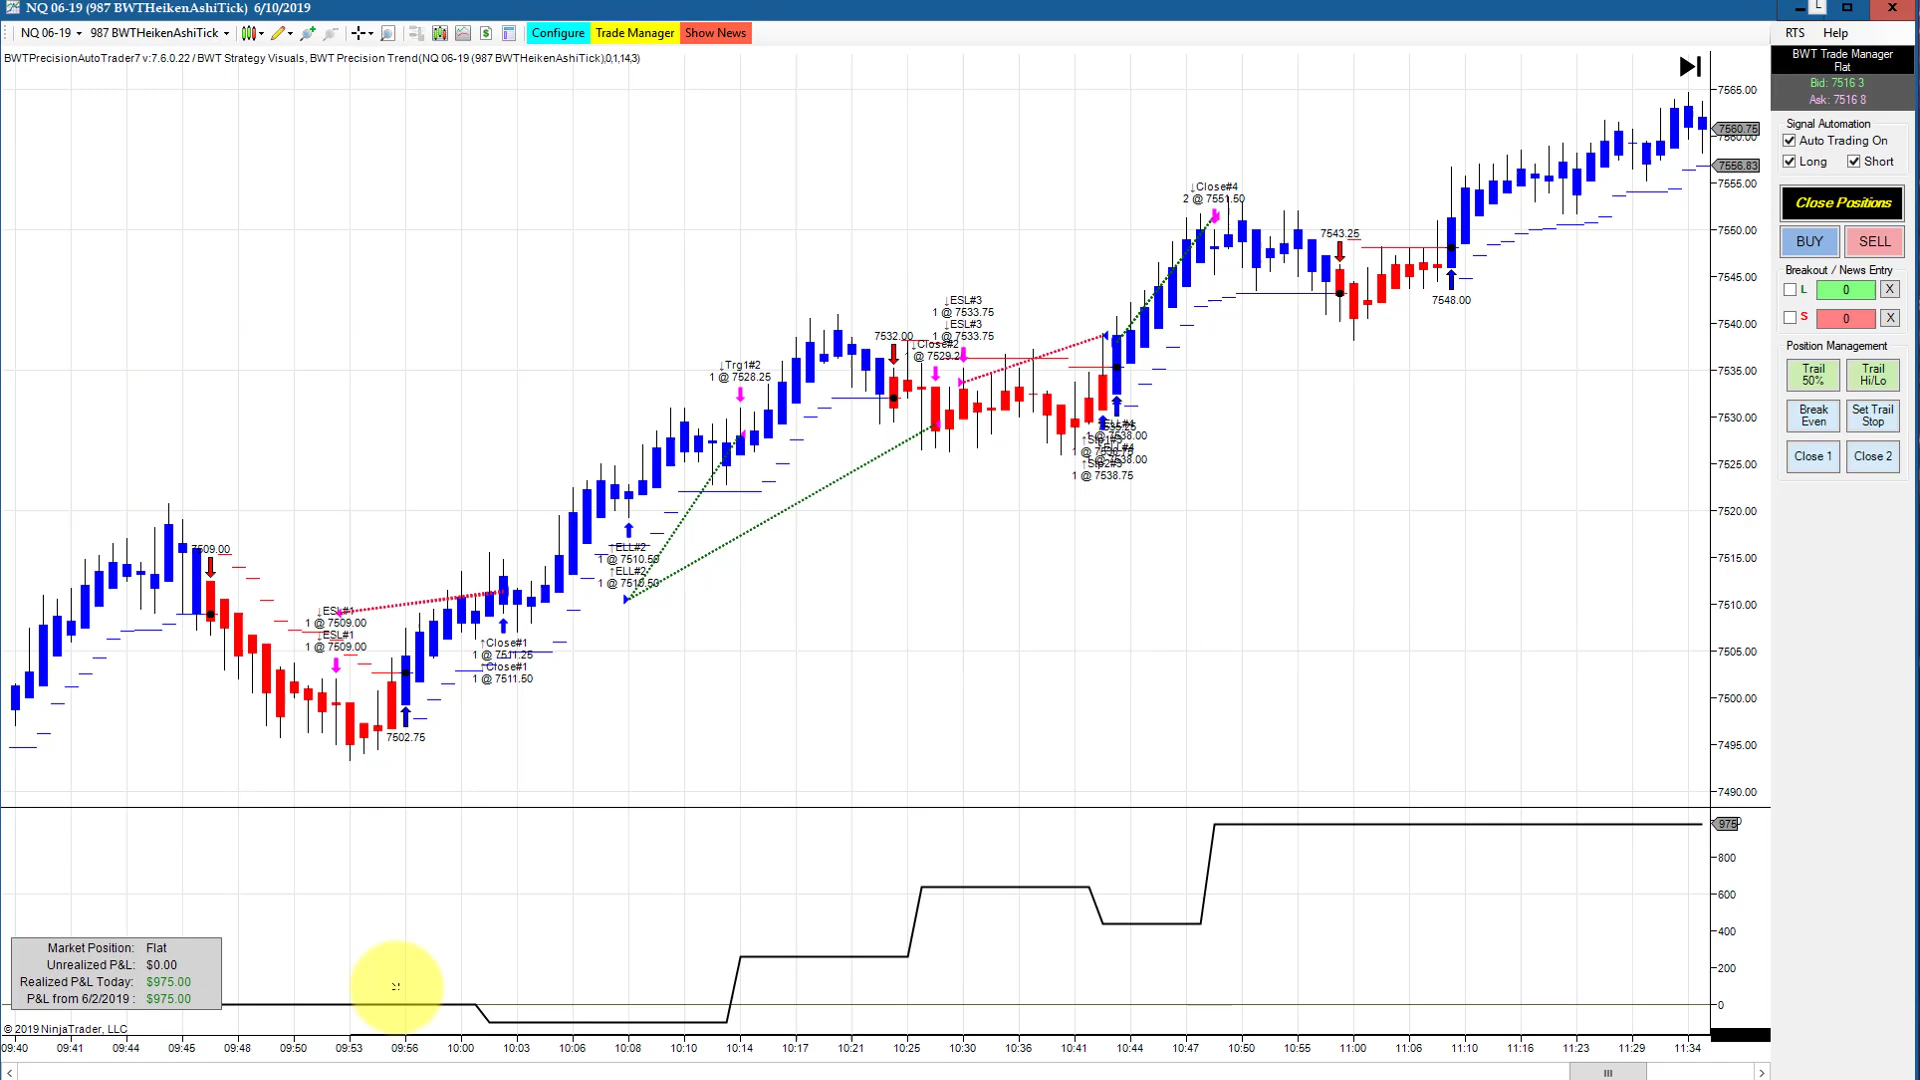 NQ 06-19 (987 BWTHeikenAshiTick) 6/10/2019
NQ 06-19 987 BWTHeikenAshiTick Configure Trade Manager Show News
RTS Help
BWTPrecisionAutoTrader7 v:7.6.0.22 / BWT Strategy Visuals, BWT Precision Trend(NQ 06-19 (987 BWTHeikenAshiTick),0,1,14,3)
BWT Trade Manager
Flat
Bid: 7516 3
Ask: 7516 8
Signal Automation
Auto Trading On
Long Short
Close Positions
BUY SELL
Breakout / News Entry
L 0 X
S 0 X
Position Management
Trail 50%
Trail Hi/Lo
Break Even
Set Trail Stop
Close 1
Close 2
7565.00
7560.75
7560.00
7556.83
7555.00
7550.00
7545.00
7540.00
7535.00
7530.00
7525.00
7520.00
7515.00
7510.00
7505.00
7500.00
7495.00
7490.00
↓Close#4
2 @ 7551.50
7543.25
7548.00
↓ESL#3
1 @ 7533.75
↓ESL#3
1 @ 7533.75
7532.00
↓Close#2
↓Trg1#2
1 @ 7528.25
1 @ 7538.00
1 @ 7538.00
1 @ 7538.75
↑ELL#2
1 @ 7510.50
↑ELL#2
1 @ 7510.50
7509.00
↓ESL#1
1 @ 7509.00
↓ESL#1
1 @ 7509.00
↑Close#1
1 @ 7511.25
↑Close#1
1 @ 7511.50
7502.75
975
800
600
400
200
0
Market Position: Flat
Unrealized P&L: $0.00
Realized P&L Today: $975.00
P&L from 6/2/2019 : $975.00
© 2019 NinjaTrader, LLC
09:40 09:41 09:44 09:45 09:48 09:50 09:53 09:56 10:00 10:03 10:06 10:08 10:10 10:14 10:17 10:21 10:25 10:30 10:36 10:41 10:44 10:47 10:50 10:55 11:00 11:06 11:10 11:16 11:23 11:29 11:34